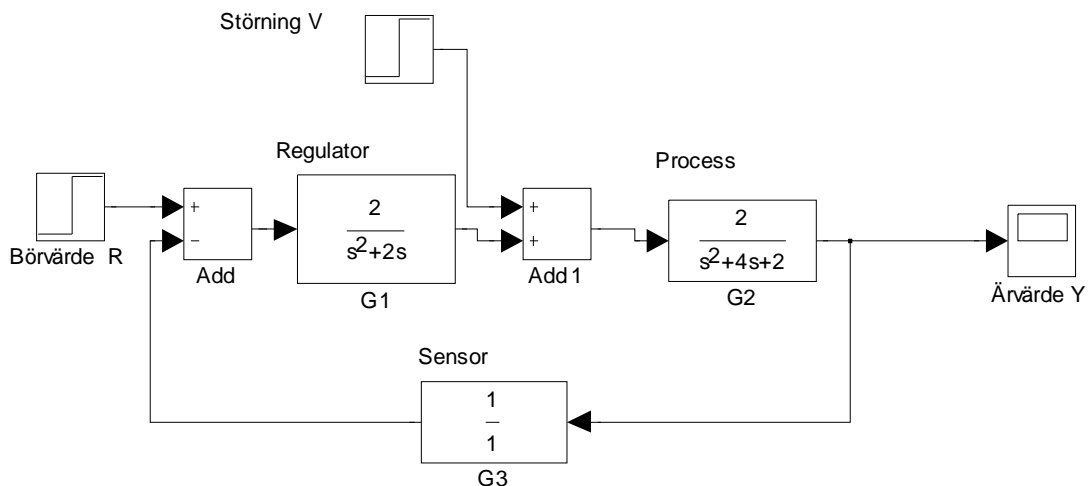 Störning V
Regulator
Process
+
−
2
s²+2s
+
+
2
s²+4s+2
Börvärde R
Add
G1
Add1
G2
Ärvärde Y
Sensor
1
1
G3